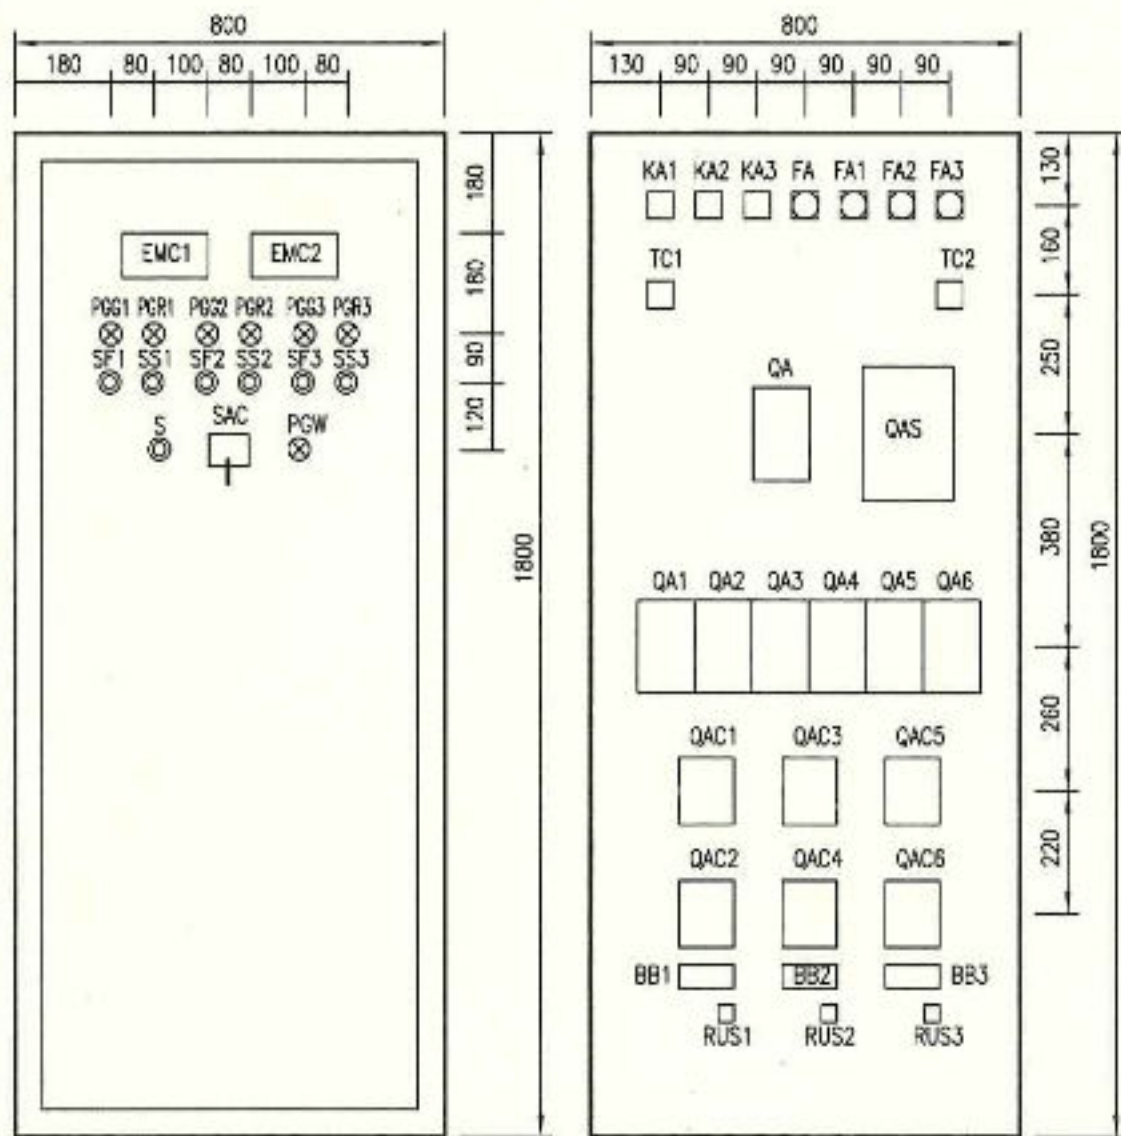 800
180 80 100 80 100 80
180
EMC1 EMC2
180
PGG1 PGR1 PGG2 PGR2 PGG3 PGR3
SF1 SS1 SF2 SS2 SF3 SS3
90
S SAC PGW
120
1800
800
130 90 90 90 90 90 90
130
KA1 KA2 KA3 FA FA1 FA2 FA3
160
TC1 TC2
250
QA QAS
380
1800
QA1 QA2 QA3 QA4 QA5 QA6
260
QAC1 QAC3 QAC5
220
QAC2 QAC4 QAC6
BB1 BB2 BB3
RUS1 RUS2 RUS3